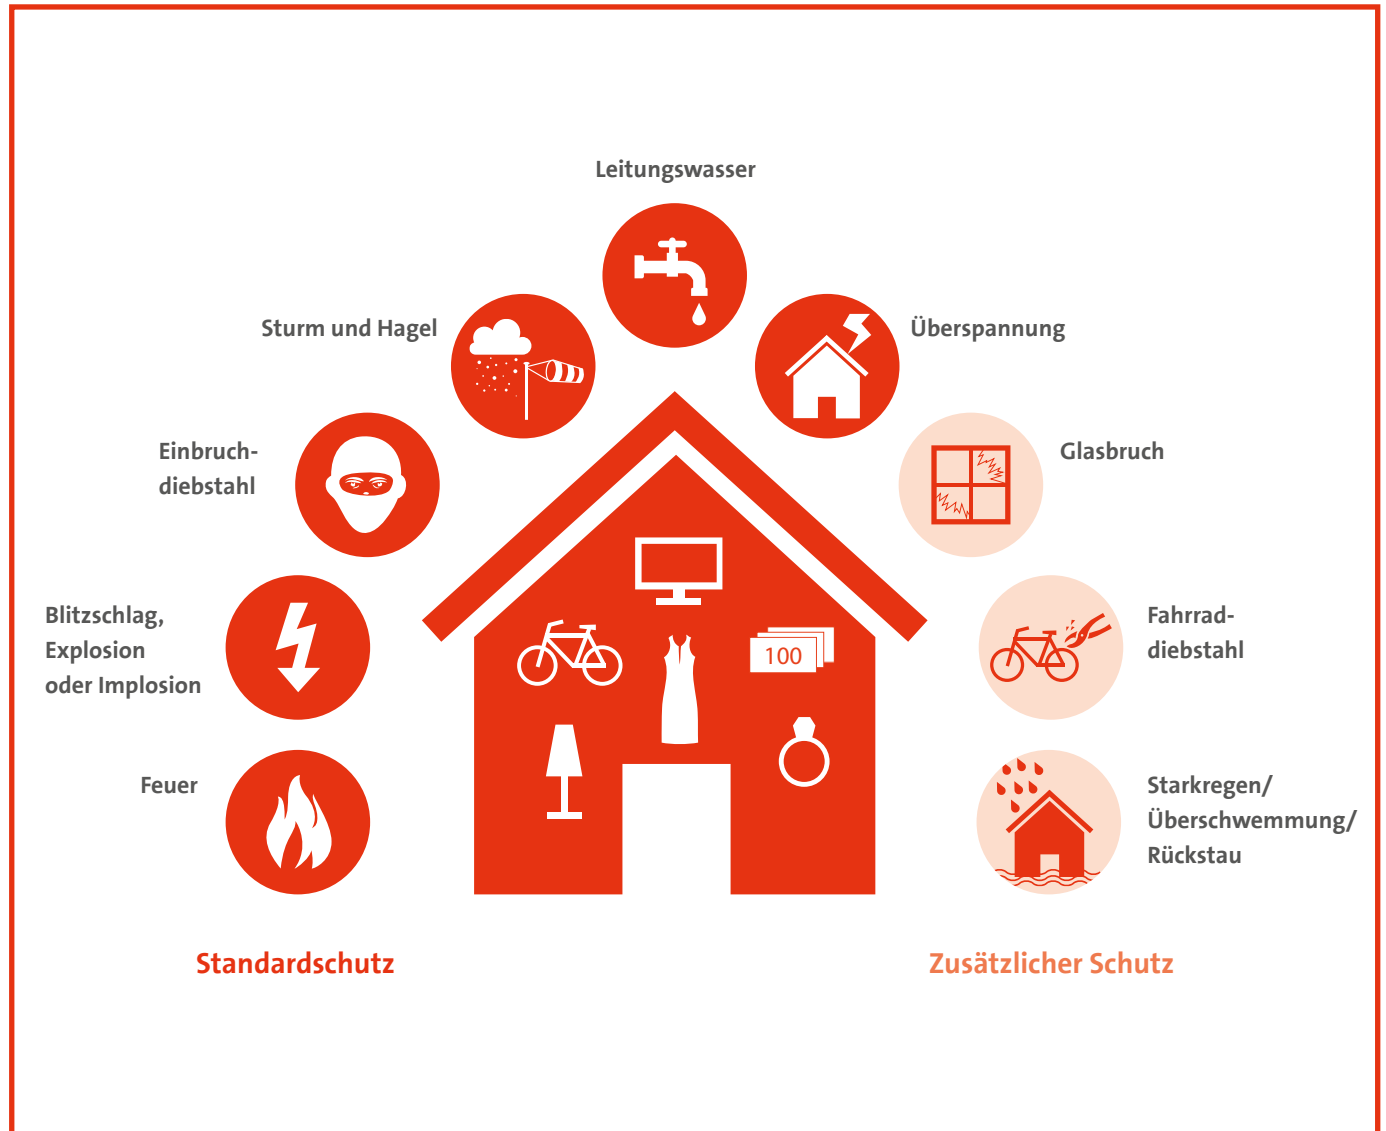 Leitungswasser
Sturm und Hagel
Überspannung
Einbruch-
diebstahl
Glasbruch
Blitzschlag,
Explosion
oder Implosion
Fahrrad-
diebstahl
100
Feuer
Starkregen/
Überschwemmung/
Rückstau
Standardschutz
Zusätzlicher Schutz